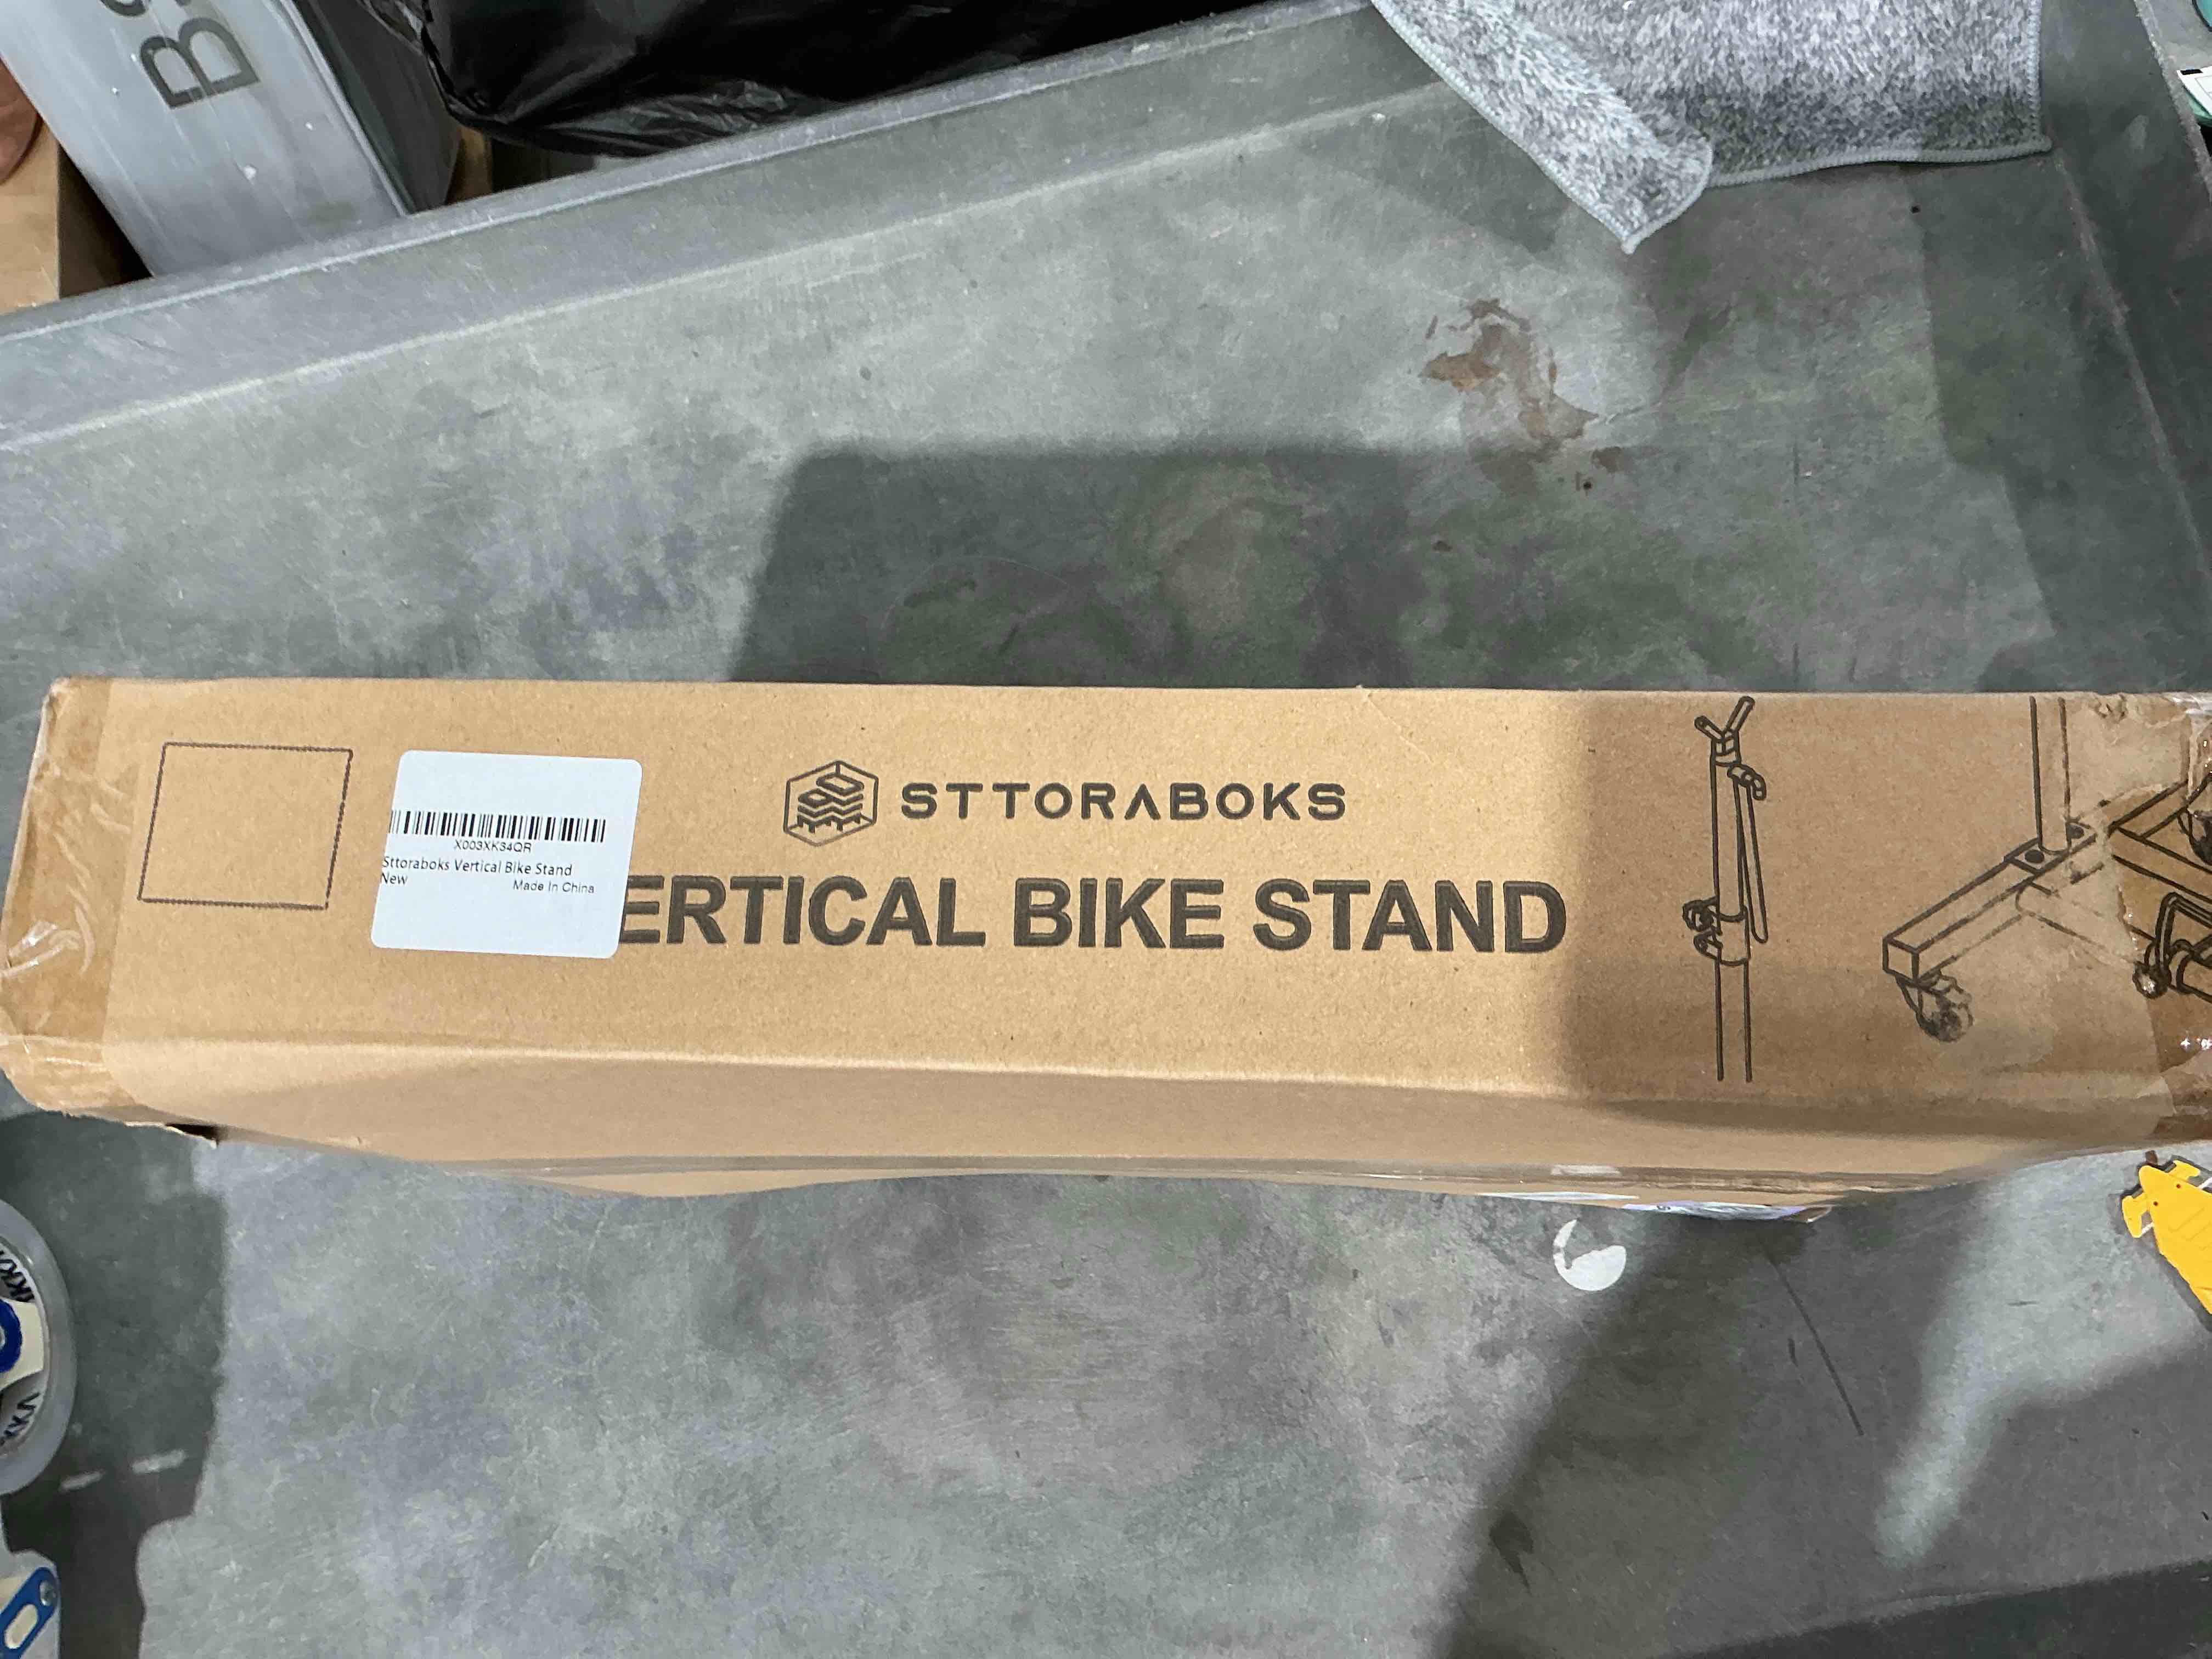 X003XK34QR
Sttoraboks Vertical Bike Stand
New
Made In China
STTORABOKS
ERTICAL BIKE STAND